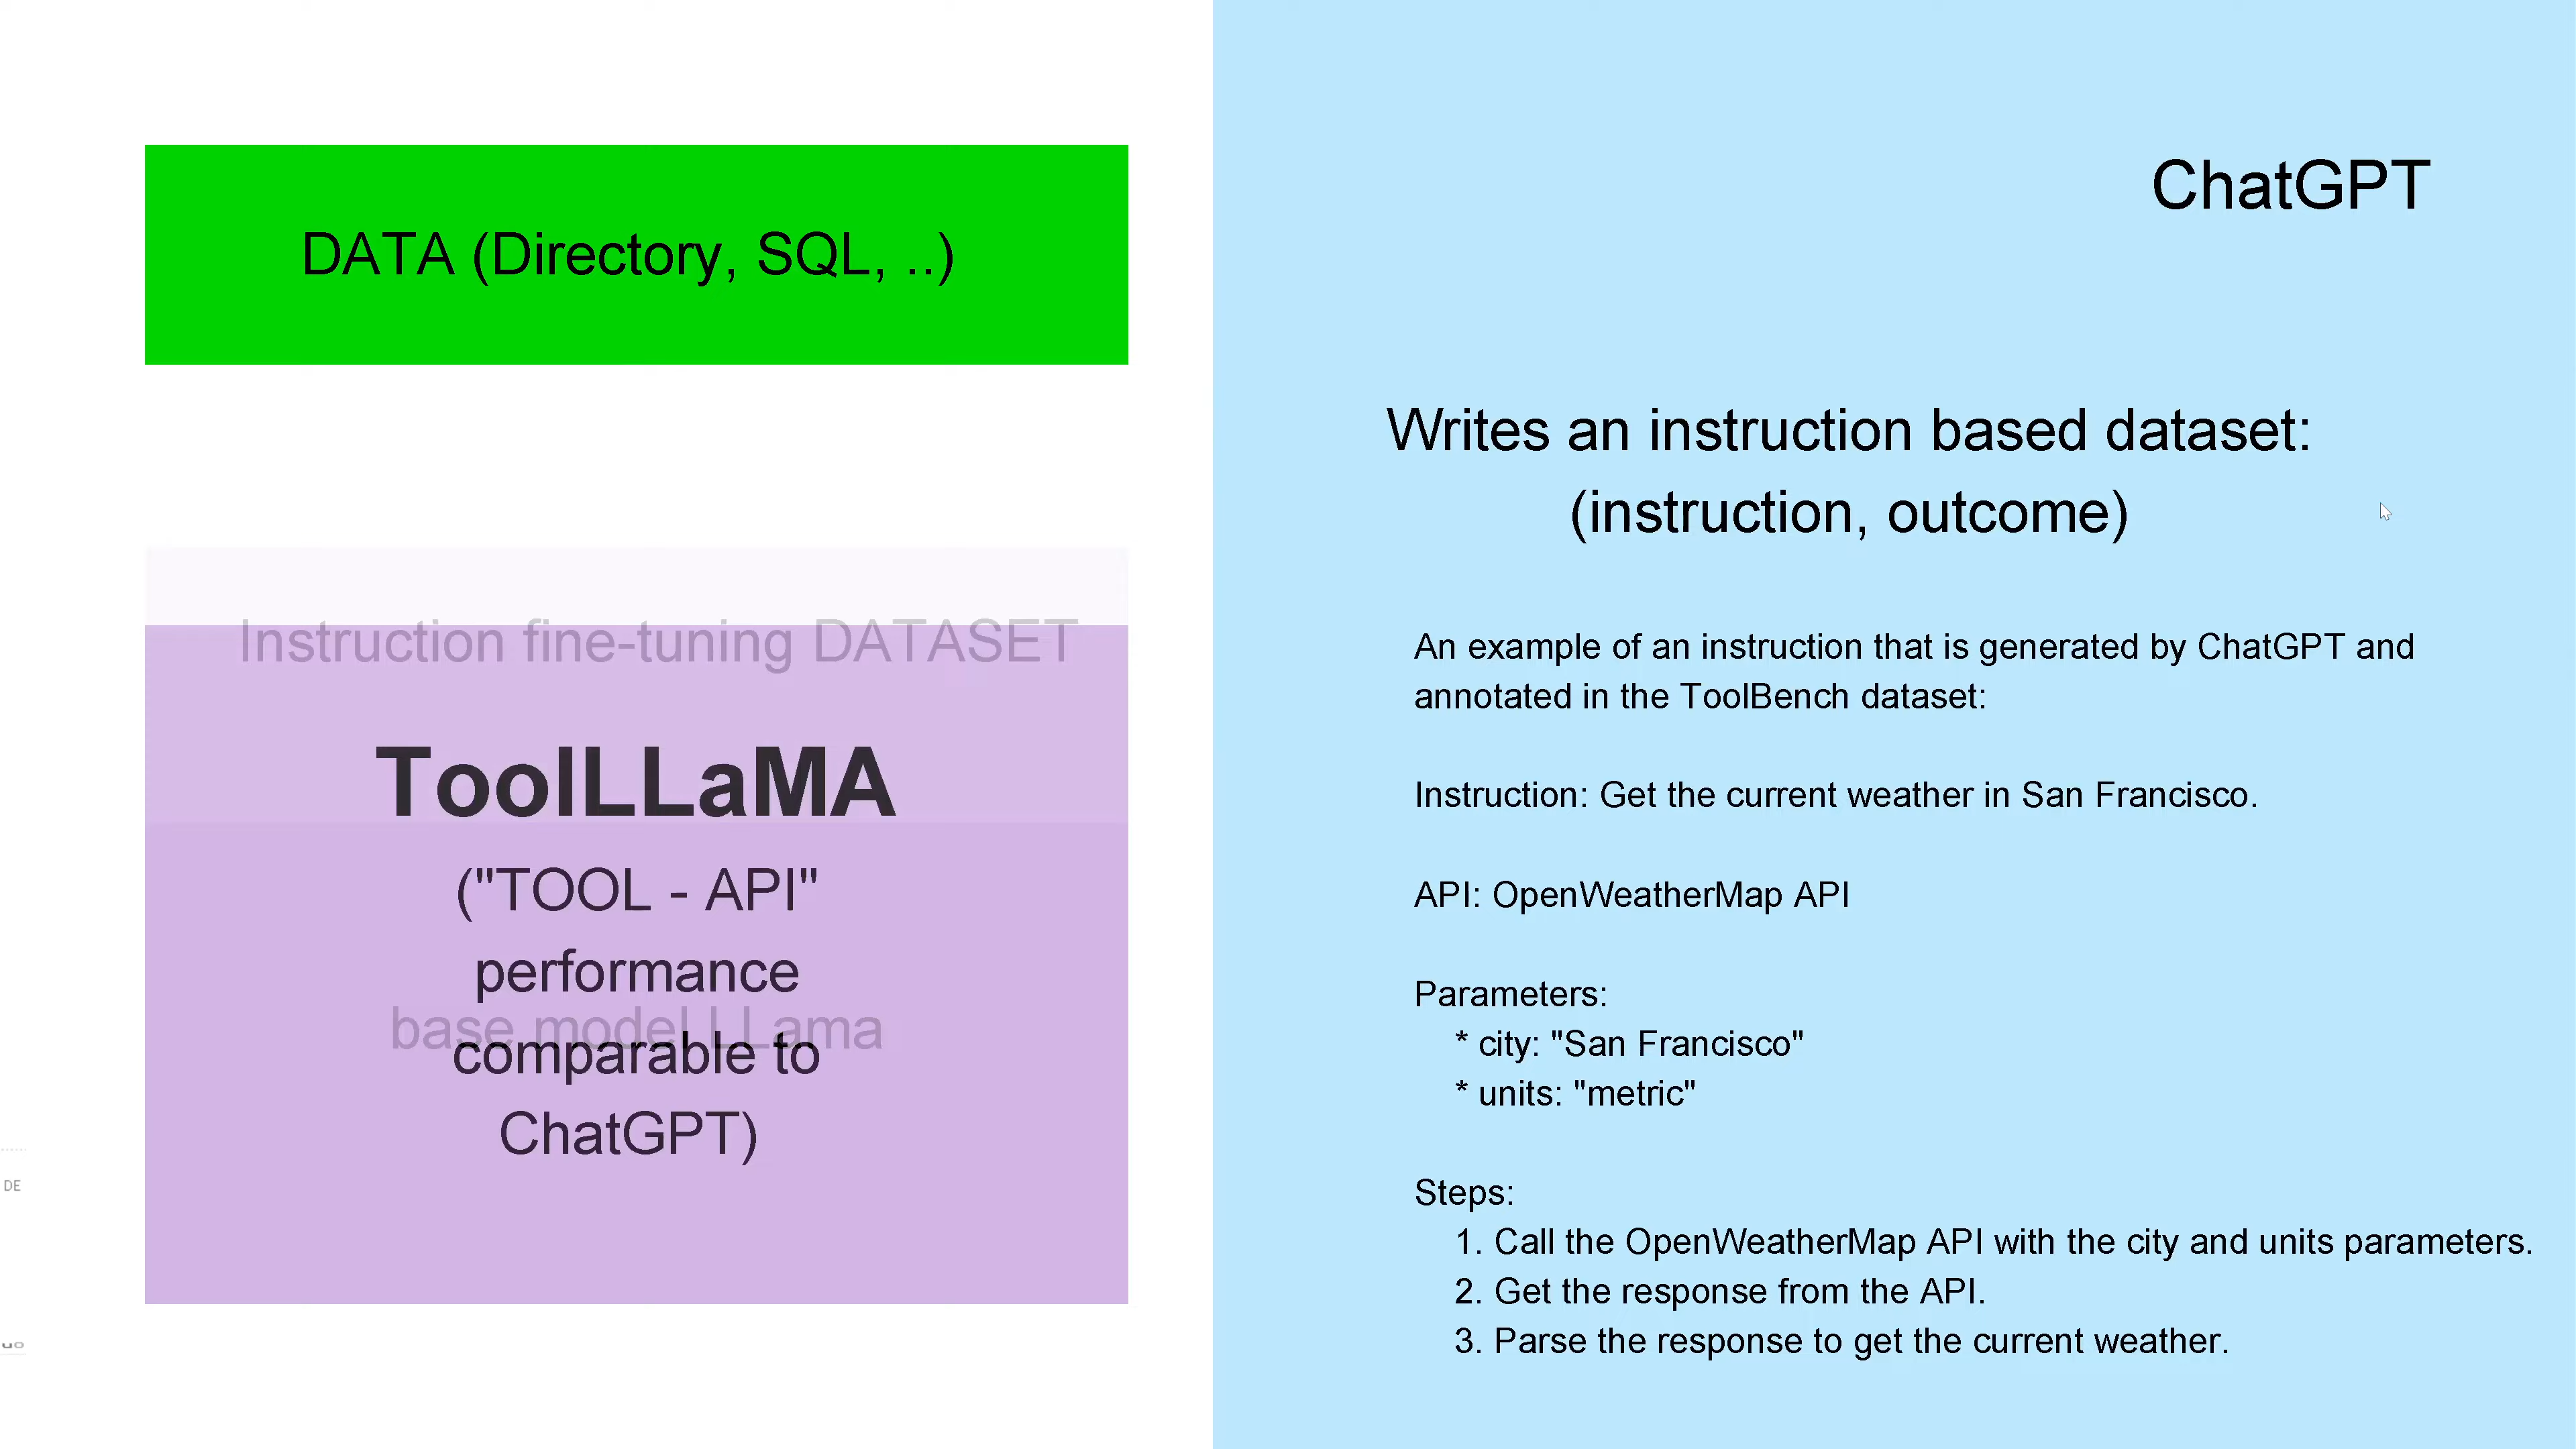 DATA (Directory, SQL, ..)
Instruction fine-tuning DATASET
ToolLLaMA
("TOOL - API"
performance
base model LLama
comparable to
ChatGPT)
DE
ChatGPT
Writes an instruction based dataset:
(instruction, outcome)
An example of an instruction that is generated by ChatGPT and
annotated in the ToolBench dataset:
Instruction: Get the current weather in San Francisco.
API: OpenWeatherMap API
Parameters:
* city: "San Francisco"
* units: "metric"
Steps:
1. Call the OpenWeatherMap API with the city and units parameters.
2. Get the response from the API.
3. Parse the response to get the current weather.